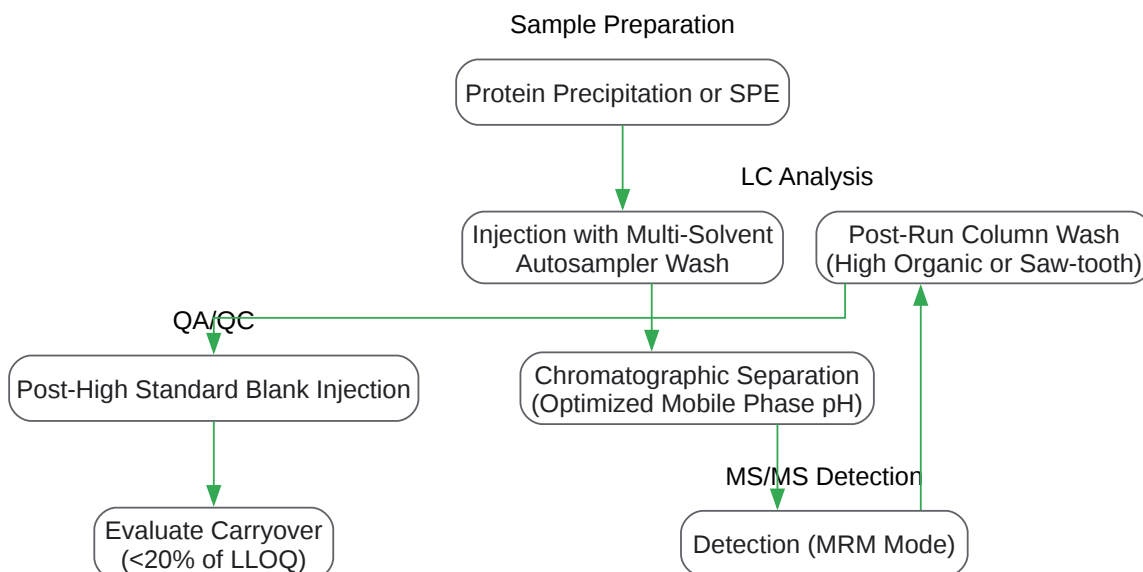 Sample Preparation
Protein Precipitation or SPE
LC Analysis
Injection with Multi-Solvent
Autosampler Wash
Post-Run Column Wash
(High Organic or Saw-tooth)
QA/QC
Post-High Standard Blank Injection
Chromatographic Separation
(Optimized Mobile Phase pH)
MS/MS Detection
Evaluate Carryover
(<20% of LLOQ)
Detection (MRM Mode)